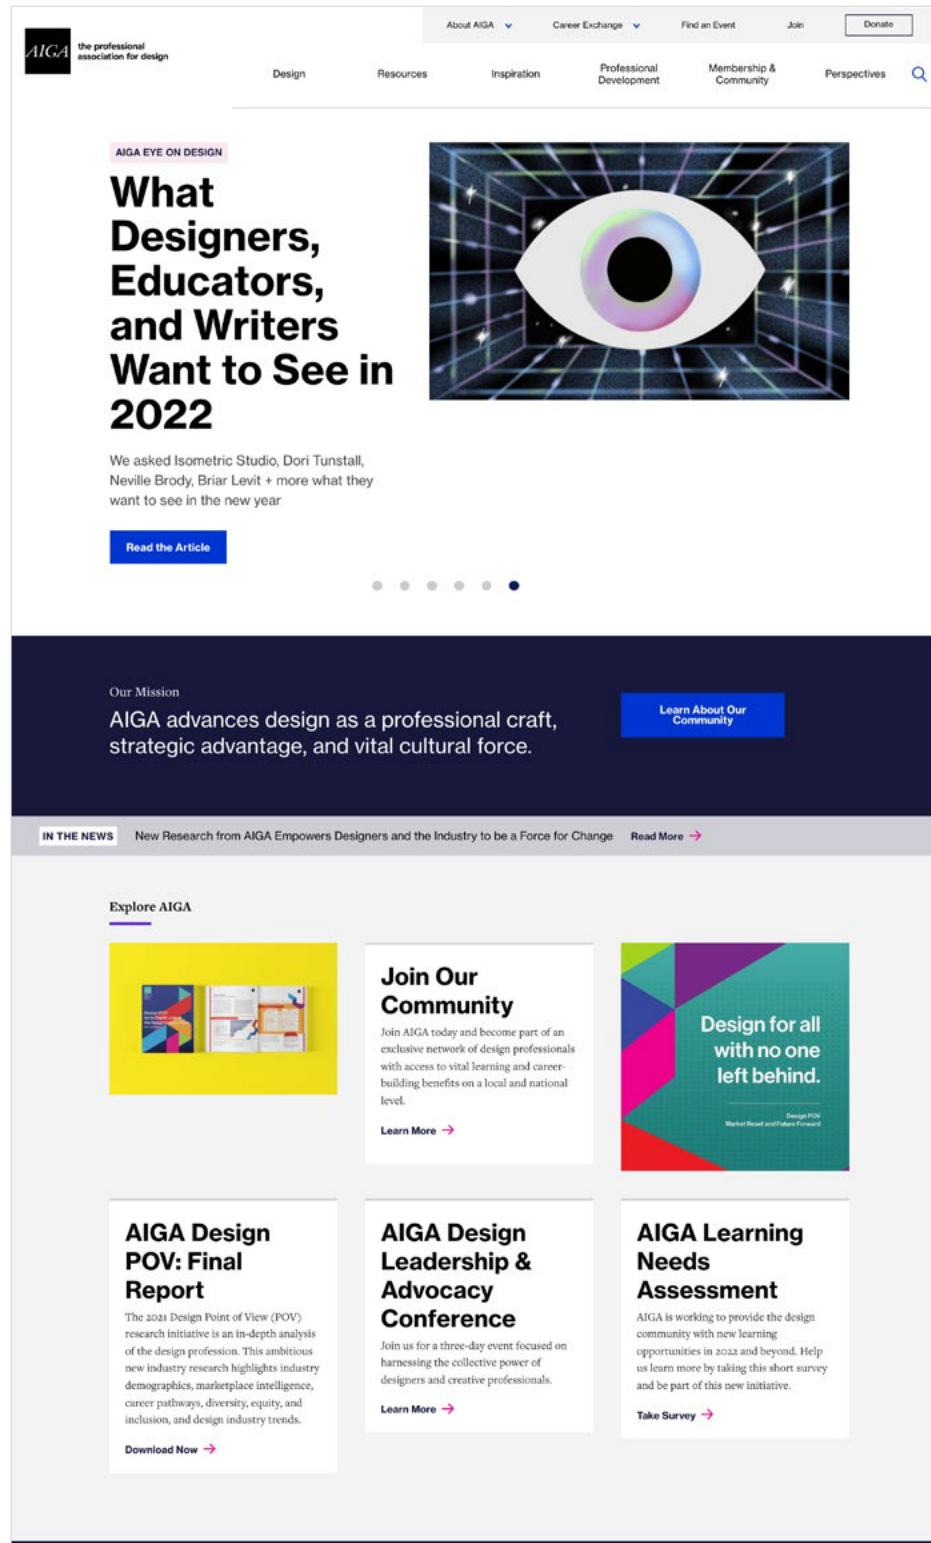 About AIGA
Career Exchange
Find an Event
Join
Donate
AIGA
the professional
association for design
Design
Resources
Inspiration
Professional
Development
Membership &
Community
Perspectives
AIGA EYE ON DESIGN
What
Designers,
Educators,
and Writers
Want to See in
2022
We asked Isometric Studio, Dori Tunstall,
Neville Brody, Briar Levit + more what they
want to see in the new year
Read the Article
Our Mission
AIGA advances design as a professional craft,
strategic advantage, and vital cultural force.
Learn About Our
Community
IN THE NEWS
New Research from AIGA Empowers Designers and the Industry to be a Force for Change
Read More →
Explore AIGA
Join Our
Community
Join AIGA today and become part of an
exclusive network of design professionals
with access to vital learning and career-
building benefits on a local and national
level.
Learn More →
Design for all
with no one
left behind.
Design POV
Market Reset and Future Forward
AIGA Design
POV: Final
Report
The 2021 Design Point of View (POV)
research initiative is an in-depth analysis
of the design profession. This ambitious
new industry research highlights industry
demographics, marketplace intelligence,
career pathways, diversity, equity, and
inclusion, and design industry trends.
Download Now →
AIGA Design
Leadership &
Advocacy
Conference
Join us for a three-day event focused on
harnessing the collective power of
designers and creative professionals.
Learn More →
AIGA Learning
Needs
Assessment
AIGA is working to provide the design
community with new learning
opportunities in 2022 and beyond. Help
us learn more by taking this short survey
and be part of this new initiative.
Take Survey →